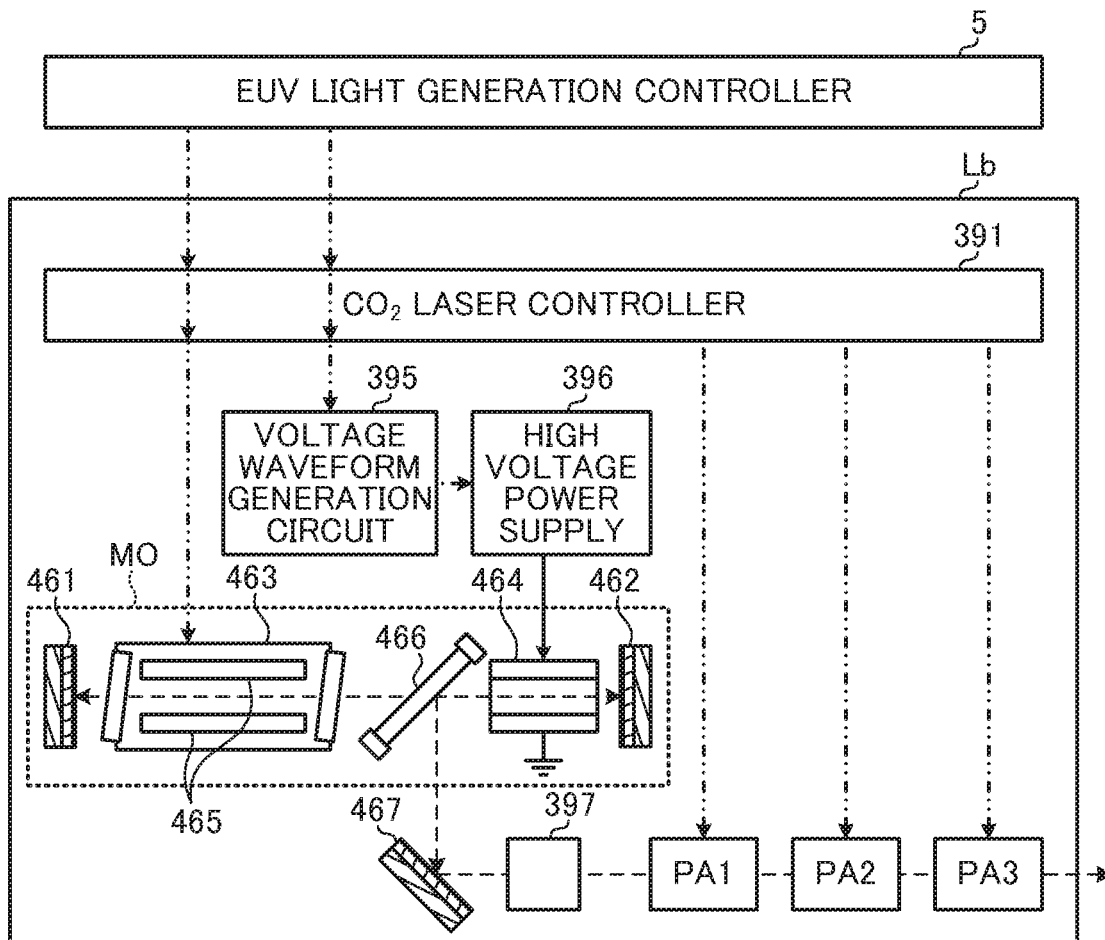 5
EUV LIGHT GENERATION CONTROLLER
Lb
391
CO₂ LASER CONTROLLER
395
396
VOLTAGE
WAVEFORM
GENERATION
CIRCUIT
HIGH
VOLTAGE
POWER
SUPPLY
MO
461
463
466
464
462
465
467
397
PA1
PA2
PA3